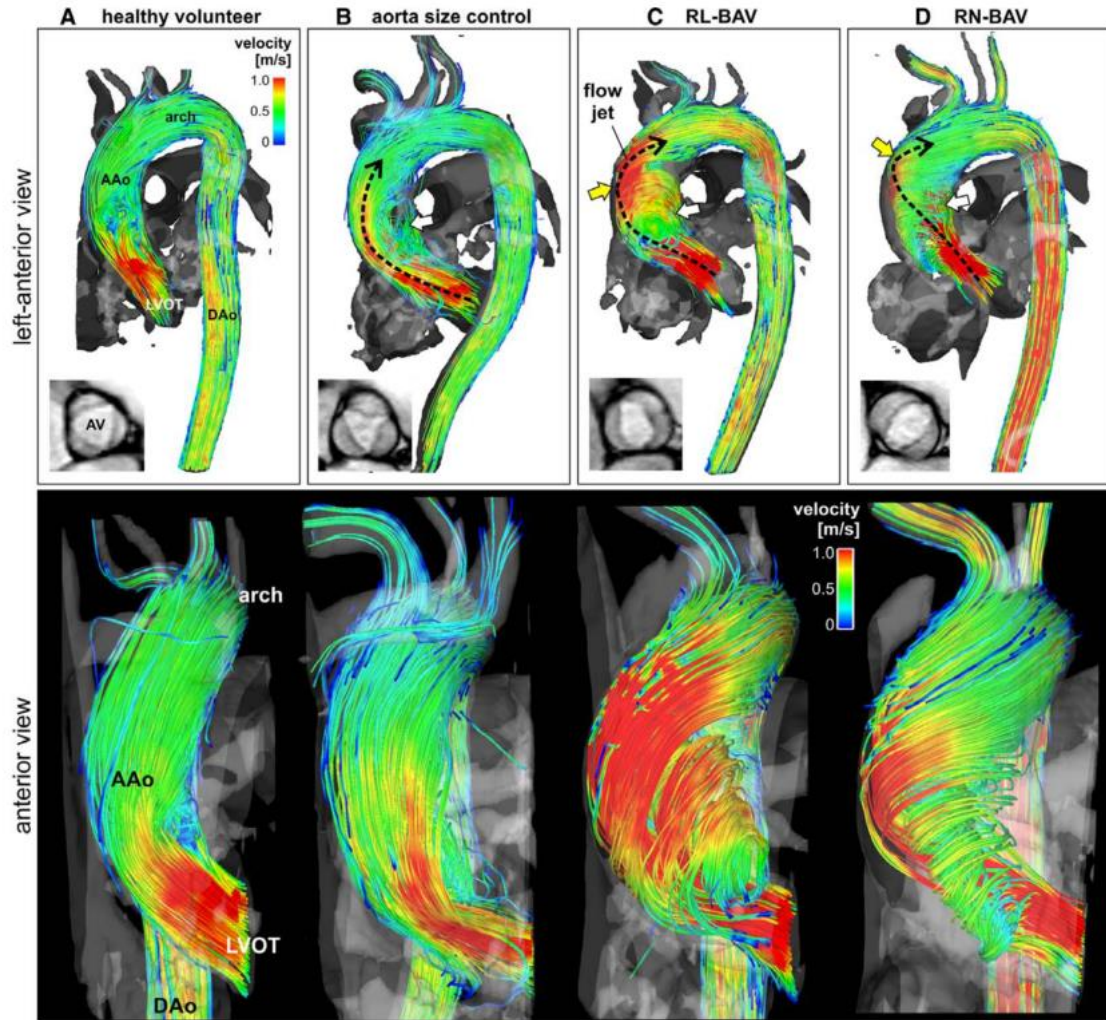 A healthy volunteer
B aorta size control
C RL-BAV
D RN-BAV
left-anterior view
velocity
[m/s]
1.0
0.5
0
arch
AAo
LVOT
DAo
AV
flow
jet
anterior view
arch
AAo
LVOT
DAo
velocity
[m/s]
1.0
0.5
0